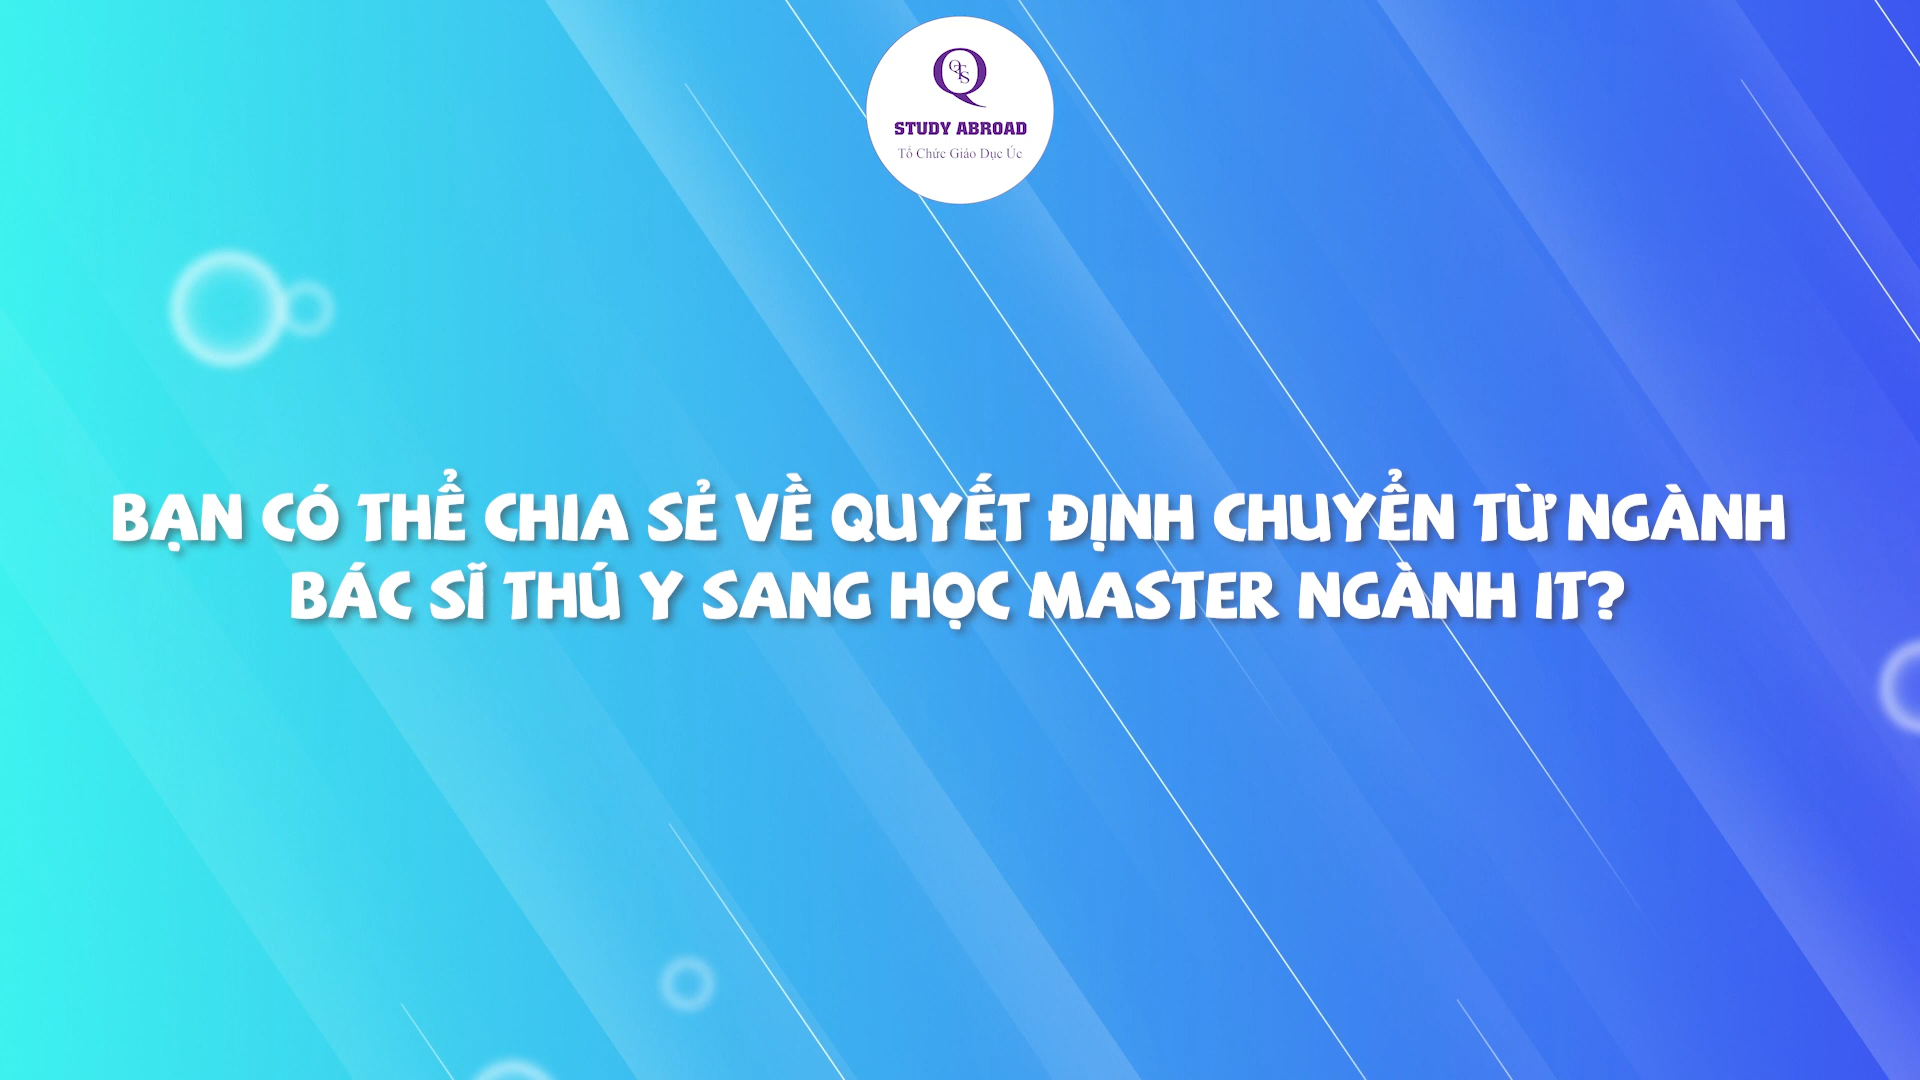 QTS
STUDY ABROAD
Tổ Chức Giáo Dục Úc
BẠN CÓ THỂ CHIA SẺ VỀ QUYẾT ĐỊNH CHUYỂN TỪ NGÀNH
BÁC SĨ THÚ Y SANG HỌC MASTER NGÀNH IT?